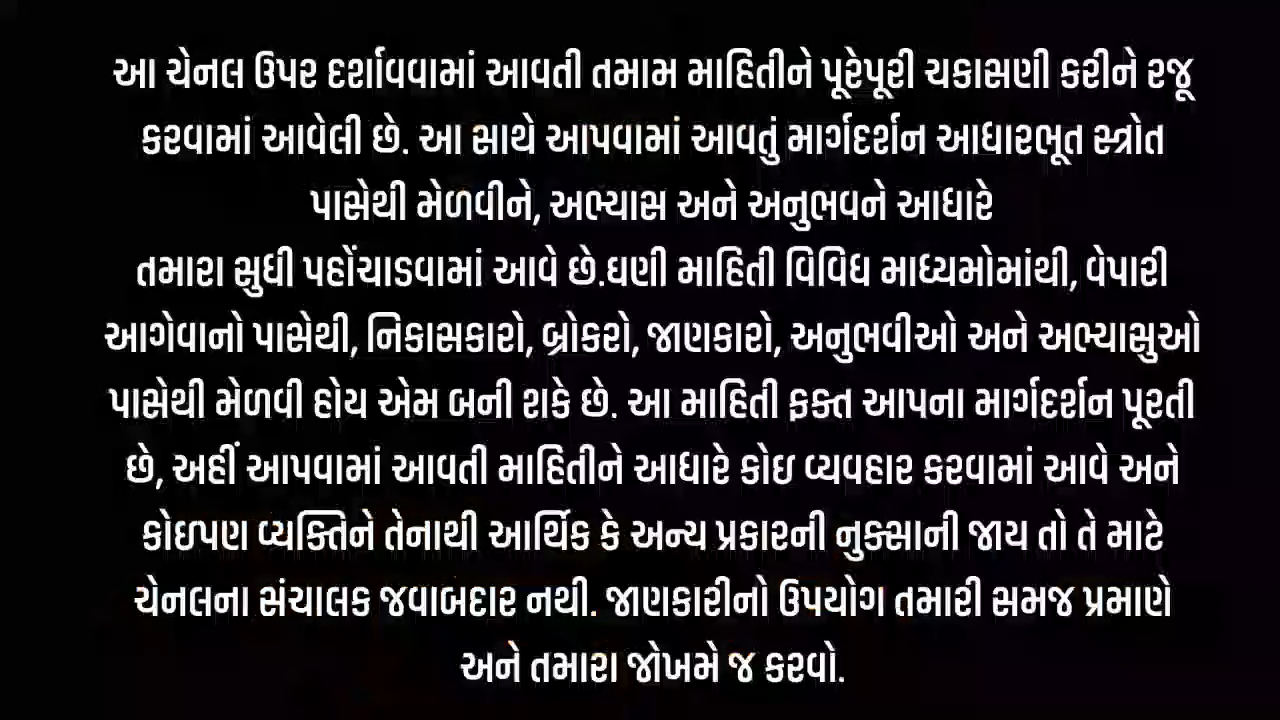 આ ચેનલ ઉપર દર્શાવવામાં આવતી તમામ માહિતીને પૂરેપૂરી ચકાસણી કરીને રજૂ
કરવામાં આવેલી છે. આ સાથે આપવામાં આવતું માર્ગદર્શન આધારભૂત સ્ત્રોત
પાસેથી મેળવીને, અભ્યાસ અને અનુભવને આધારે
તમારા સુધી પહોંચાડવામાં આવે છે.ઘણી માહિતી વિવિધ માધ્યમોમાંથી, વેપારી
આગેવાનો પાસેથી, નિકાસકારો, બ્રોકરો, જાણકારો, અનુભવીઓ અને અભ્યાસુઓ
પાસેથી મેળવી હોય એમ બની શકે છે. આ માહિતી ફક્ત આપના માર્ગદર્શન પૂરતી
છે, અહીં આપવામાં આવતી માહિતીને આધારે કોઇ વ્યવહાર કરવામાં આવે અને
કોઇપણ વ્યક્તિને તેનાથી આર્થિક કે અન્ય પ્રકારની નુક્સાની જાય તો તે માટે
ચેનલના સંચાલક જવાબદાર નથી. જાણકારીનો ઉપયોગ તમારી સમજ પ્રમાણે
અને તમારા જોખમે જ કરવો.